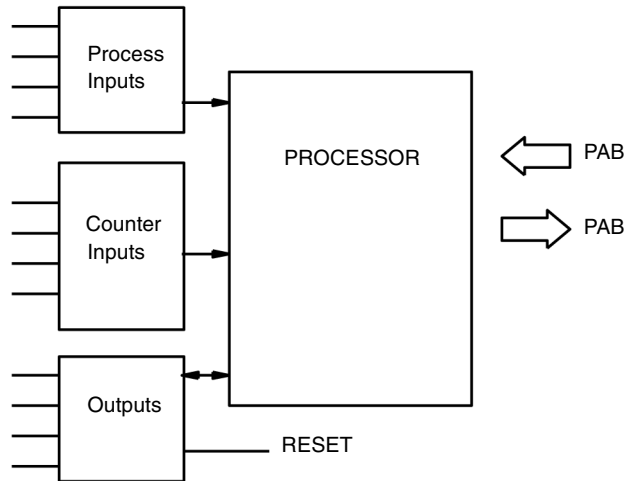 Process
Inputs
PROCESSOR
PAB
PAB
Counter
Inputs
Outputs
RESET